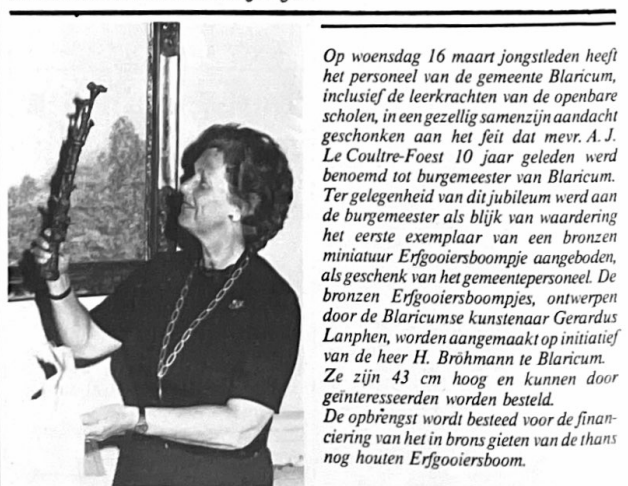 Op woensdag 16 maart jongstleden heeft
het personeel van de gemeente Blaricum,
inclusief de leerkrachten van de openbare
scholen, in een gezellig samenzijn aandacht
geschonken aan het feit dat mevr. A. J.
Le Coultre-Foest 10 jaar geleden werd
benoemd tot burgemeester van Blaricum.
Ter gelegenheid van dit jubileum werd aan
de burgemeester als blijk van waardering
het eerste exemplaar van een bronzen
miniatuur Erfgooiersboompje aangeboden,
als geschenk van het gemeentepersoneel. De
bronzen Erfgooiersboompjes, ontwerpen
door de Blaricumse kunstenaar Gerardus
Lanphen, worden aangemaakt op initiatief
van de heer H. Bröhmann te Blaricum.
Ze zijn 43 cm hoog en kunnen door
geïnteresseerden worden besteld.
De opbrengst wordt besteed voor de finan-
ciering van het in brons gieten van de thans
nog houten Erfgooiersboom.